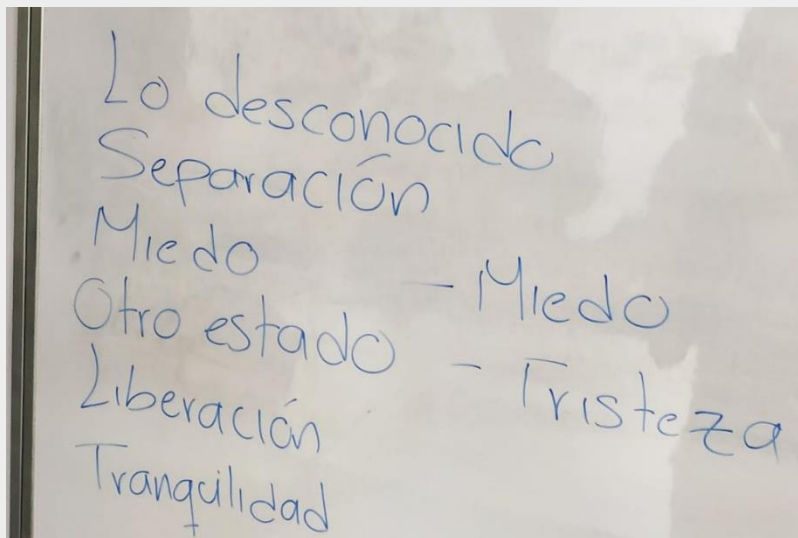 Lo desconocido
Separación
Miedo
Otro estado
Liberación
Tranquilidad
- Miedo
- Tristeza